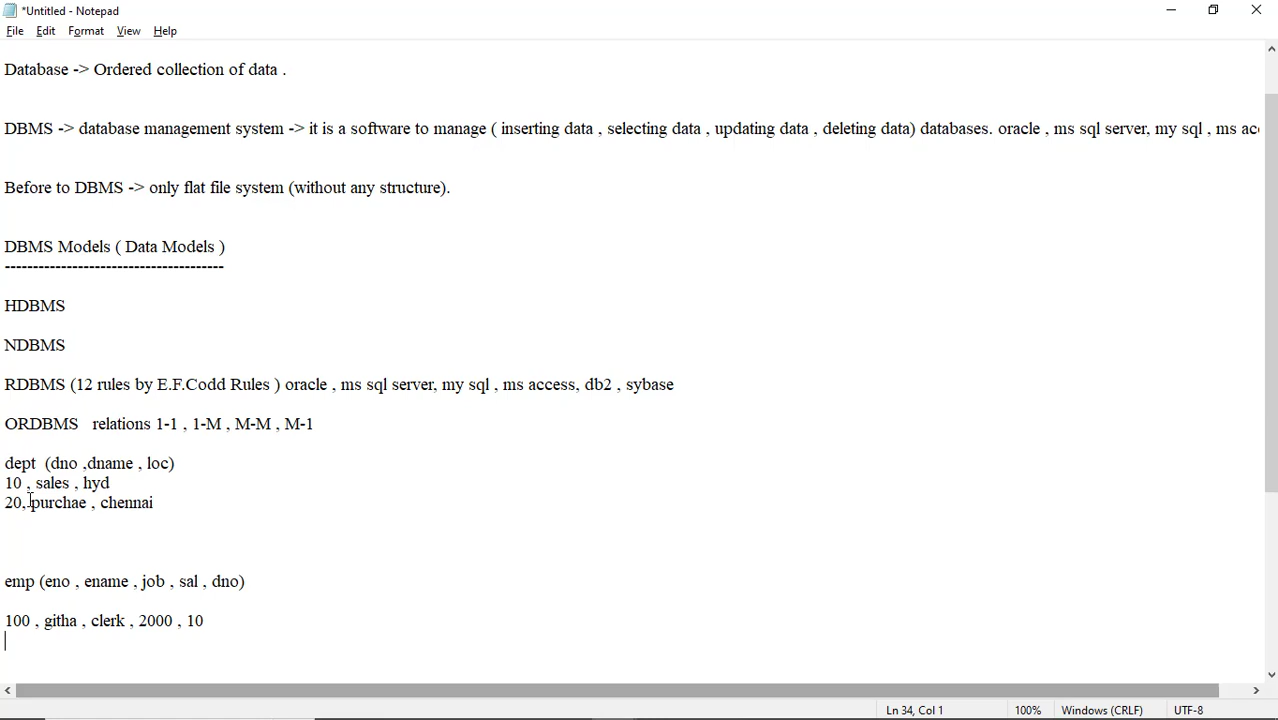 *Untitled - Notepad
File Edit Format View Help
Database -> Ordered collection of data .
DBMS -> database management system -> it is a software to manage ( inserting data , selecting data , updating data , deleting data) databases. oracle , ms sql server, my sql , ms
Before to DBMS -> only flat file system (without any structure).
DBMS Models ( Data Models )
---------------------------------------
HDBMS
NDBMS
RDBMS (12 rules by E.F.Codd Rules ) oracle , ms sql server, my sql , ms access, db2 , sybase
ORDBMS relations 1-1 , 1-M , M-M , M-1
dept (dno ,dname , loc)
10 , sales , hyd
20, purchae , chennai
emp (eno , ename , job , sal , dno)
100 , githa , clerk , 2000 , 10
Ln 34, Col 1 100% Windows (CRLF) UTF-8